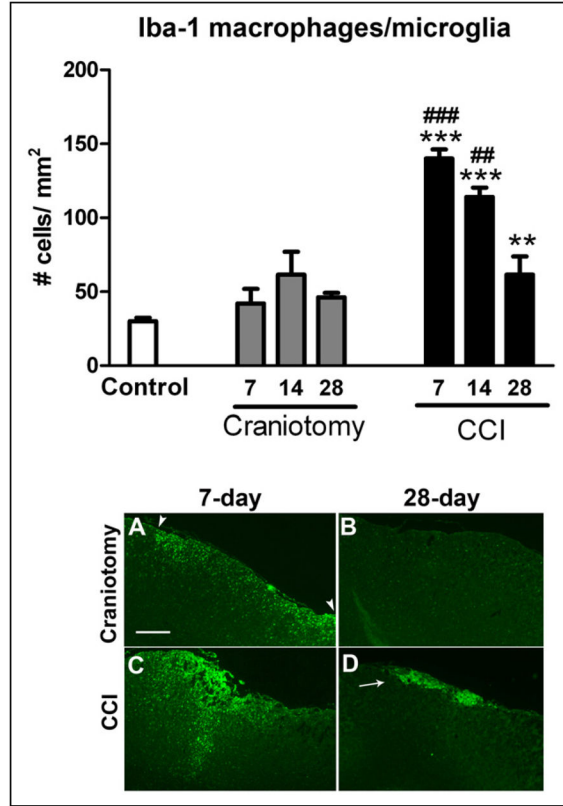 Iba-1 macrophages/microglia
# cells/ mm²
200
150
100
50
0
###
***
##
***
**
Control
7 14 28
7 14 28
Craniotomy
CCI
7-day
28-day
Craniotomy
CCI
A
B
C
D